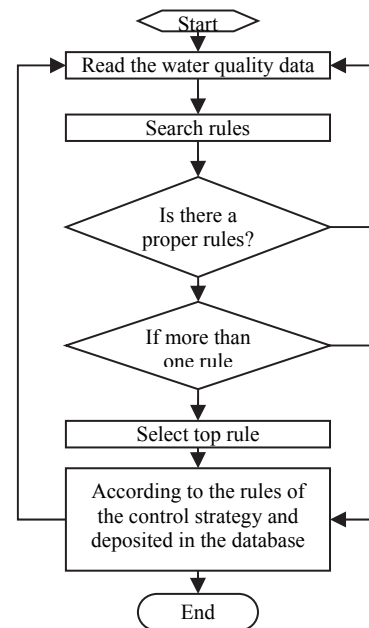 Start
Read the water quality data
Search rules
Is there a
proper rules?
If more than
one rule
Select top rule
According to the rules of
the control strategy and
deposited in the database
End